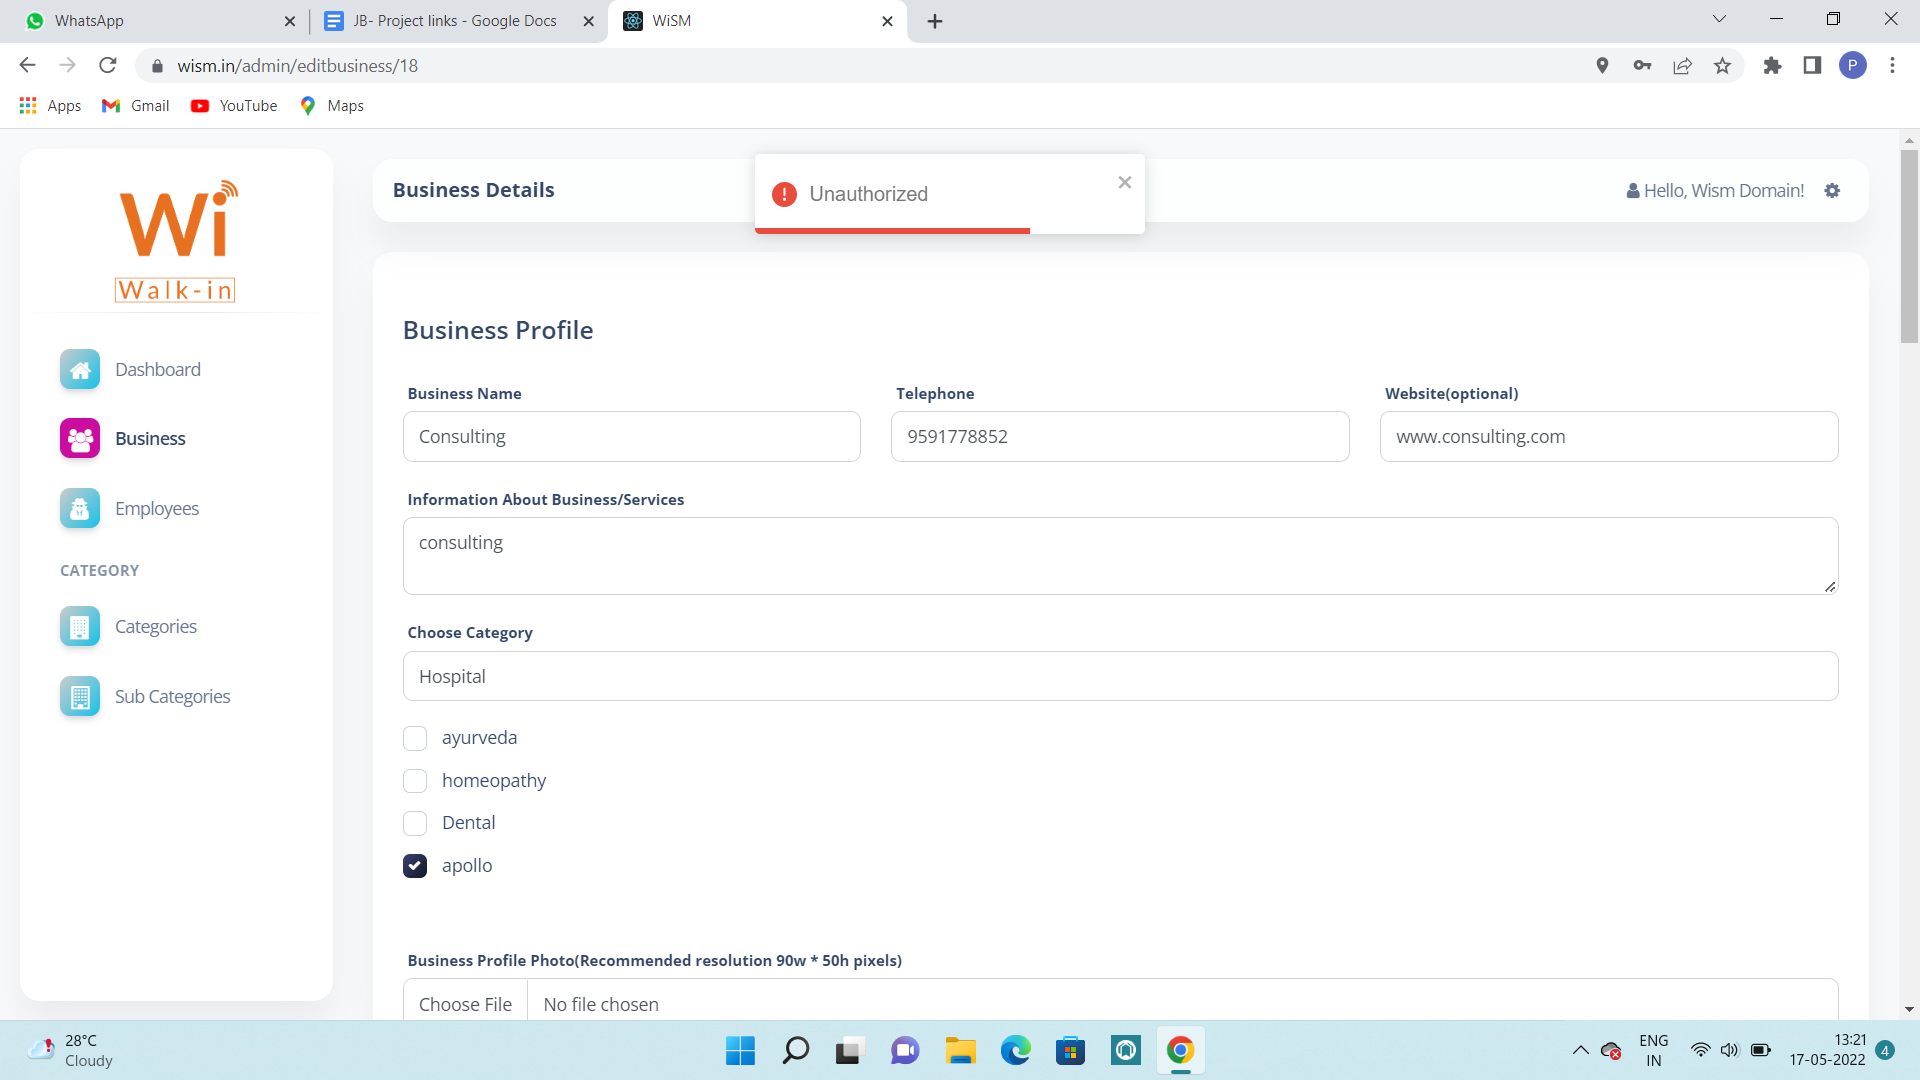 WhatsApp
JB- Project links - Google Docs
WiSM
wism.in/admin/editbusiness/18
P
Apps
Gmail
YouTube
Maps
Wi
Walk-in
Dashboard
Business
Employees
CATEGORY
Categories
Sub Categories
Business Details
Unauthorized
Hello, Wism Domain!
Business Profile
Business Name
Telephone
Website(optional)
Consulting
9591778852
www.consulting.com
Information About Business/Services
consulting
Choose Category
Hospital
ayurveda
homeopathy
Dental
apollo
Business Profile Photo(Recommended resolution 90w * 50h pixels)
Choose File
No file chosen
28°C
Cloudy
ENG
IN
13:21
17-05-2022
4